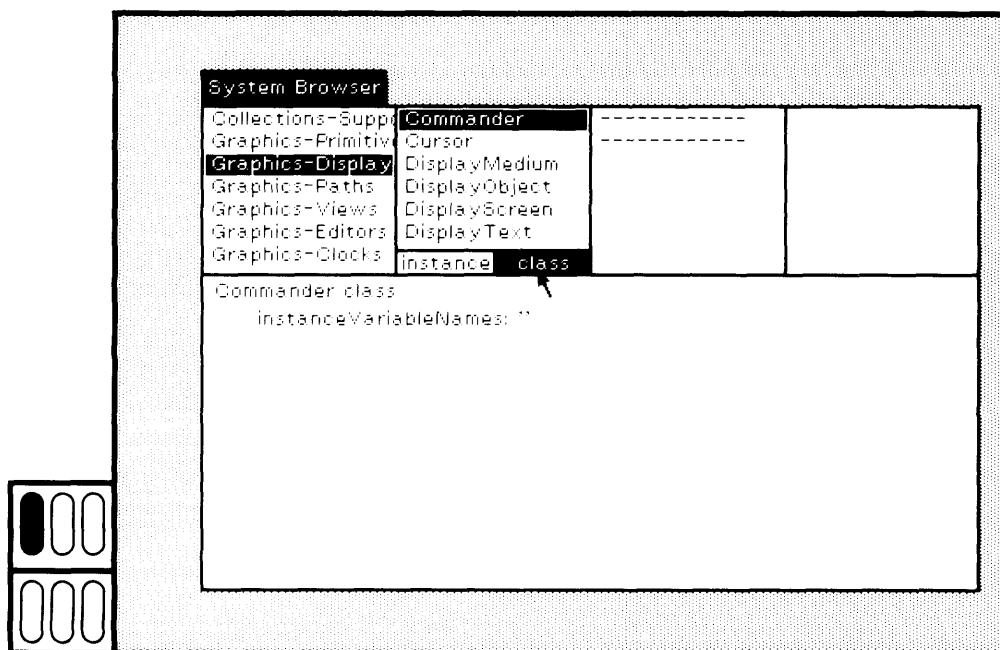 System Browser
Collections-Suppo
Graphics-Primitiv
Graphics-Display
Graphics-Paths
Graphics-Views
Graphics-Editors
Graphics-Clocks
Commander
Cursor
DisplayMedium
DisplayObject
DisplayScreen
DisplayText
instance class
-----------
-----------
Commander class
instanceVariableNames: ''